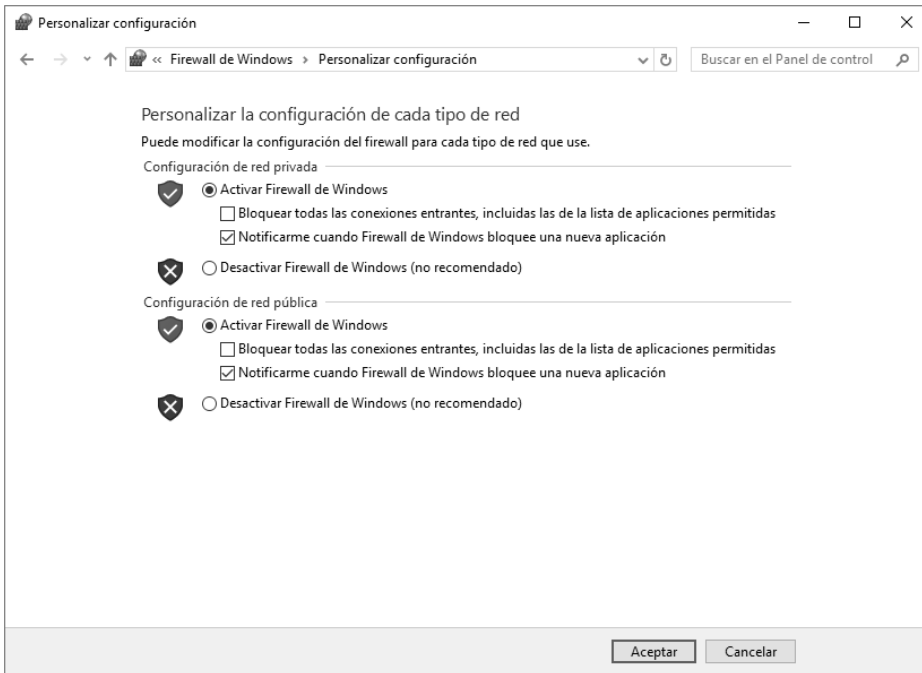 Personalizar configuración
« Firewall de Windows › Personalizar configuración
Buscar en el Panel de control
Personalizar la configuración de cada tipo de red
Puede modificar la configuración del firewall para cada tipo de red que use.
Configuración de red privada
Activar Firewall de Windows
Bloquear todas las conexiones entrantes, incluidas las de la lista de aplicaciones permitidas
Notificarme cuando Firewall de Windows bloquee una nueva aplicación
Desactivar Firewall de Windows (no recomendado)
Configuración de red pública
Activar Firewall de Windows
Bloquear todas las conexiones entrantes, incluidas las de la lista de aplicaciones permitidas
Notificarme cuando Firewall de Windows bloquee una nueva aplicación
Desactivar Firewall de Windows (no recomendado)
Aceptar
Cancelar